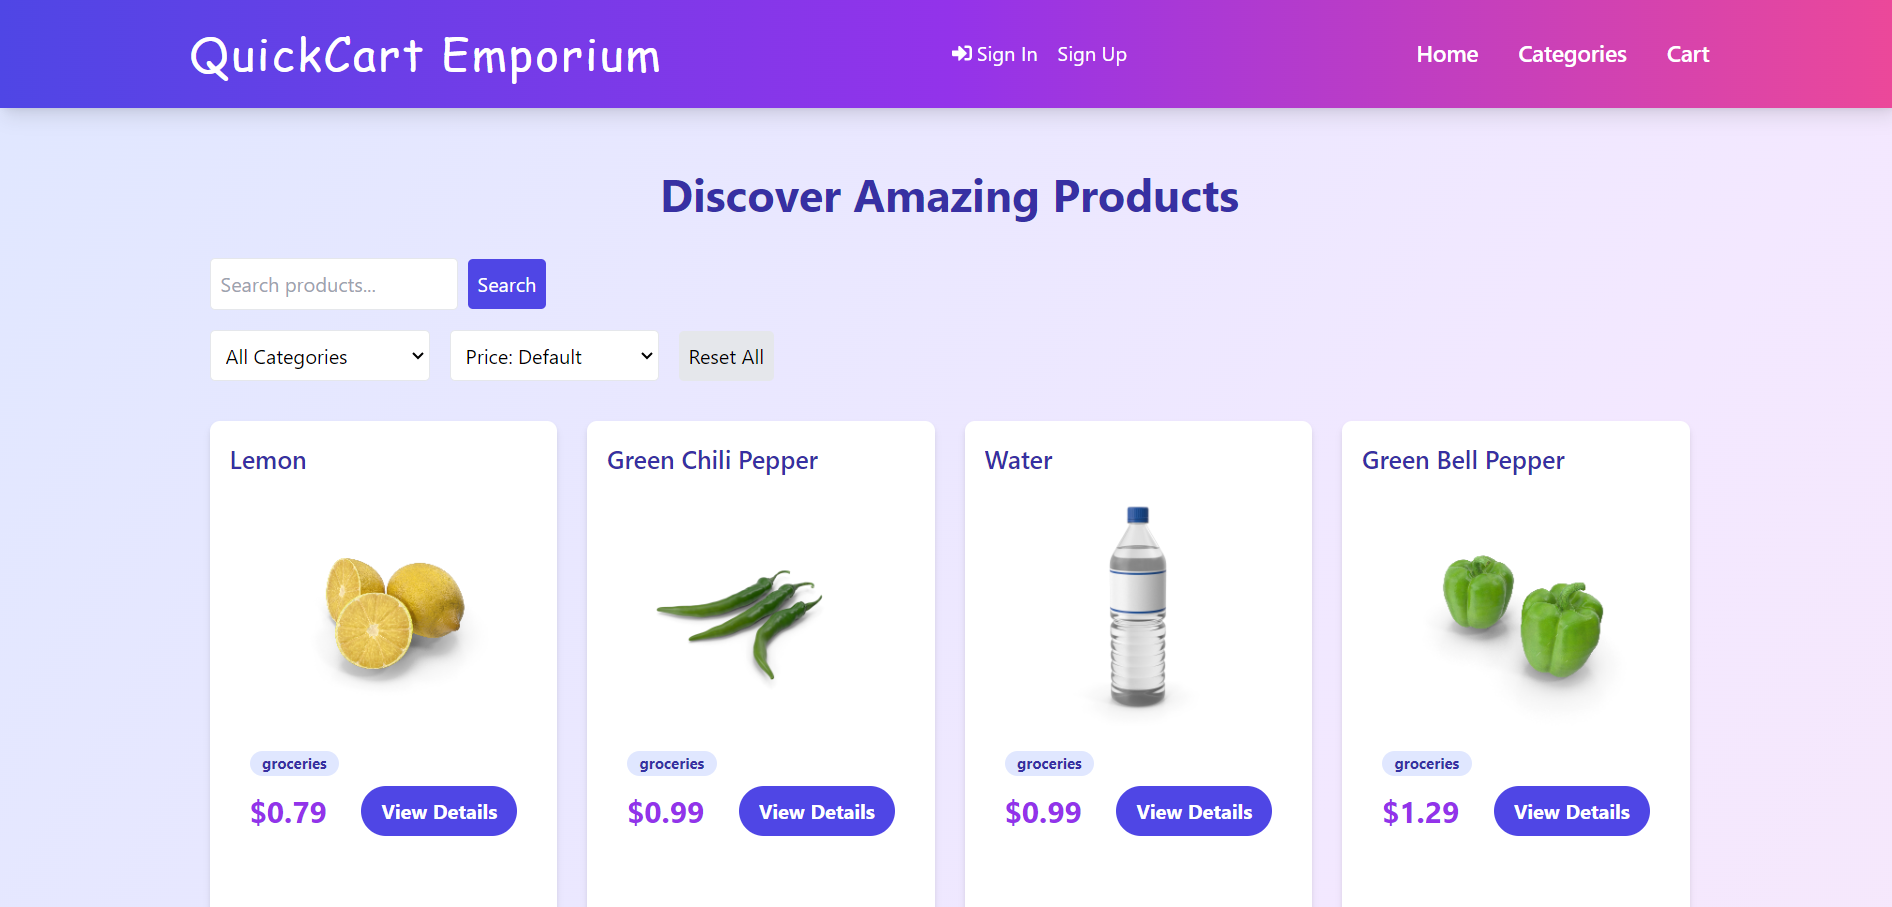 QuickCart Emporium
Sign In Sign Up
Home Categories Cart
Discover Amazing Products
Search products...
Search
All Categories
Price: Default
Reset All
Lemon
groceries
$0.79
View Details
Green Chili Pepper
groceries
$0.99
View Details
Water
groceries
$0.99
View Details
Green Bell Pepper
groceries
$1.29
View Details